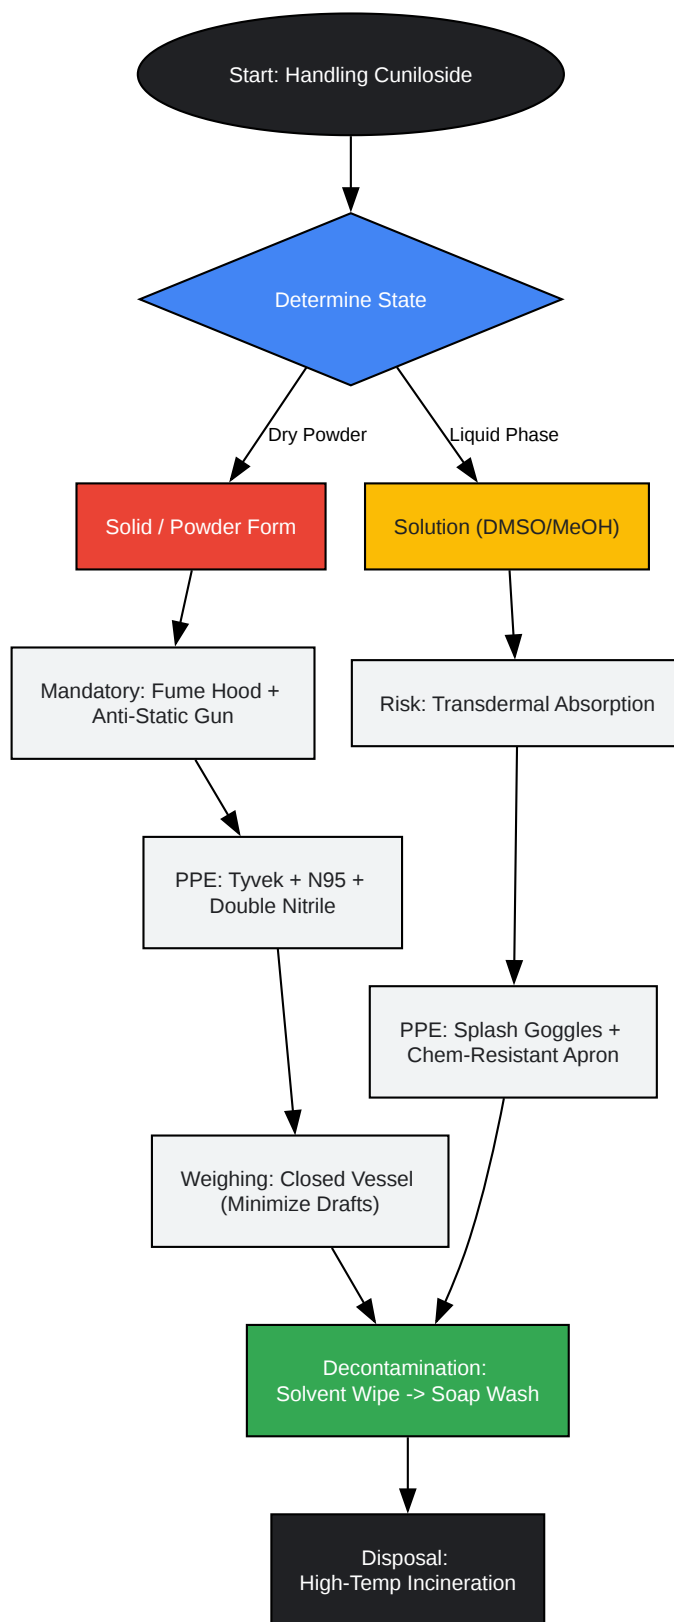 Start: Handling Cuniloside
Determine State
Dry Powder
Liquid Phase
Solid / Powder Form
Solution (DMSO/MeOH)
Mandatory: Fume Hood +
Anti-Static Gun
Risk: Transdermal Absorption
PPE: Tyvek + N95 +
Double Nitrile
PPE: Splash Goggles +
Chem-Resistant Apron
Weighing: Closed Vessel
(Minimize Drafts)
Decontamination:
Solvent Wipe -> Soap Wash
Disposal:
High-Temp Incineration